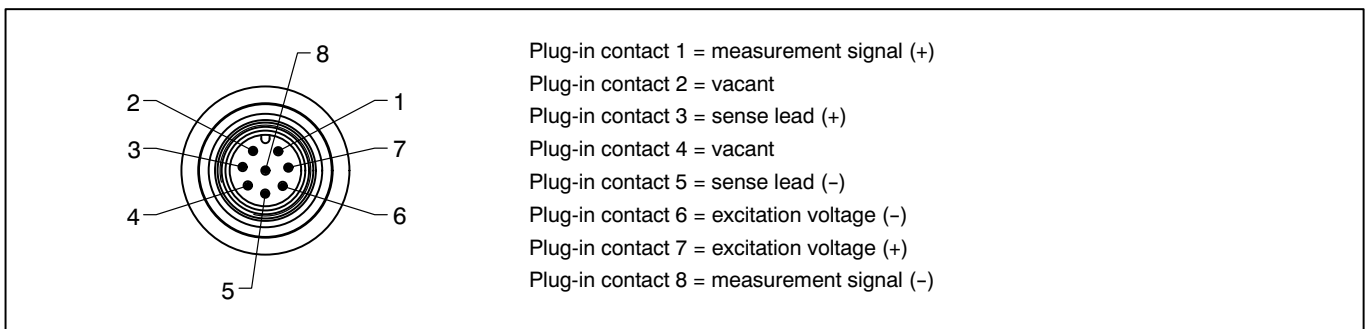 8
2
1
3
7
4
6
5
Plug-in contact 1 = measurement signal (+)
Plug-in contact 2 = vacant
Plug-in contact 3 = sense lead (+)
Plug-in contact 4 = vacant
Plug-in contact 5 = sense lead (−)
Plug-in contact 6 = excitation voltage (−)
Plug-in contact 7 = excitation voltage (+)
Plug-in contact 8 = measurement signal (−)